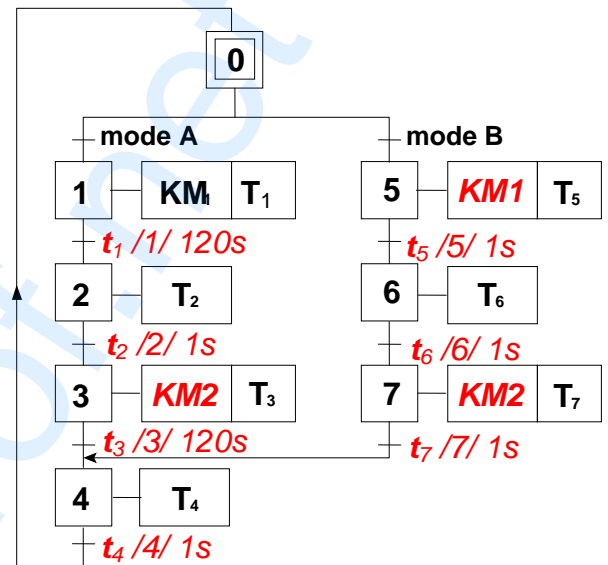 0
mode A mode B
1 KM1 T1 5 KM1 T5
t1 /1/ 120s t5 /5/ 1s
2 T2 6 T6
t2 /2/ 1s t6 /6/ 1s
3 KM2 T3 7 KM2 T7
t3 /3/ 120s t7 /7/ 1s
4 T4
t4 /4/ 1s
of.net